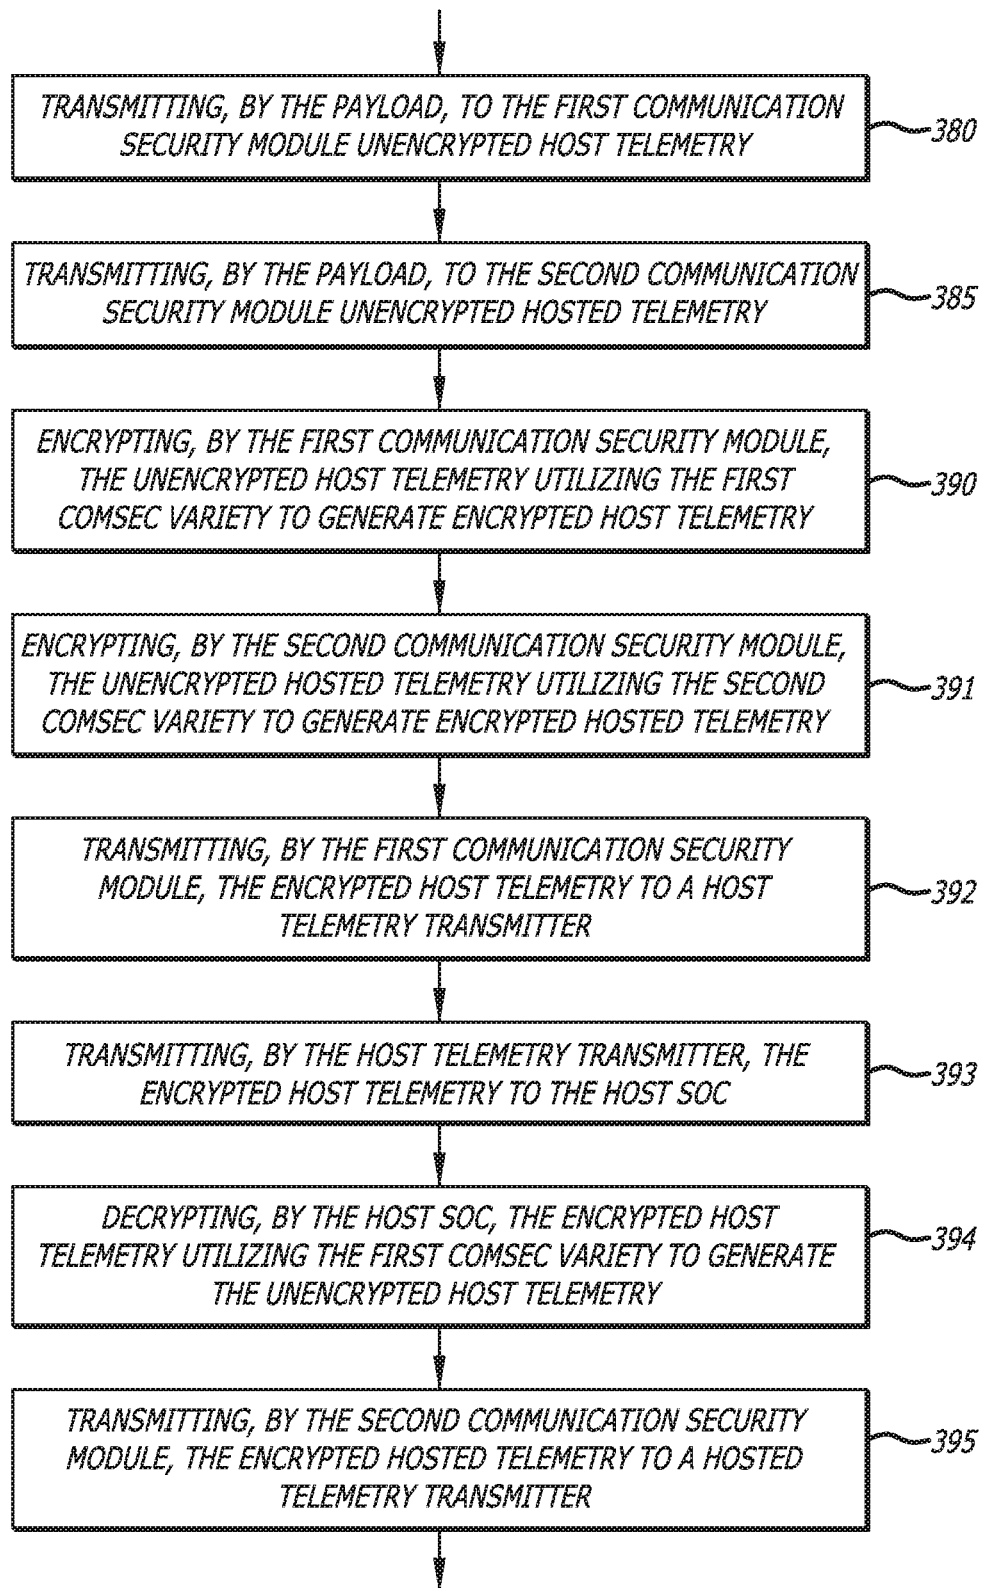 TRANSMITTING, BY THE PAYLOAD, TO THE FIRST COMMUNICATION
SECURITY MODULE UNENCRYPTED HOST TELEMETRY
380
TRANSMITTING, BY THE PAYLOAD, TO THE SECOND COMMUNICATION
SECURITY MODULE UNENCRYPTED HOSTED TELEMETRY
385
ENCRYPTING, BY THE FIRST COMMUNICATION SECURITY MODULE,
THE UNENCRYPTED HOST TELEMETRY UTILIZING THE FIRST
COMSEC VARIETY TO GENERATE ENCRYPTED HOST TELEMETRY
390
ENCRYPTING, BY THE SECOND COMMUNICATION SECURITY MODULE,
THE UNENCRYPTED HOSTED TELEMETRY UTILIZING THE SECOND
COMSEC VARIETY TO GENERATE ENCRYPTED HOSTED TELEMETRY
391
TRANSMITTING, BY THE FIRST COMMUNICATION SECURITY
MODULE, THE ENCRYPTED HOST TELEMETRY TO A HOST
TELEMETRY TRANSMITTER
392
TRANSMITTING, BY THE HOST TELEMETRY TRANSMITTER, THE
ENCRYPTED HOST TELEMETRY TO THE HOST SOC
393
DECRYPTING, BY THE HOST SOC, THE ENCRYPTED HOST
TELEMETRY UTILIZING THE FIRST COMSEC VARIETY TO GENERATE
THE UNENCRYPTED HOST TELEMETRY
394
TRANSMITTING, BY THE SECOND COMMUNICATION SECURITY
MODULE, THE ENCRYPTED HOSTED TELEMETRY TO A HOSTED
TELEMETRY TRANSMITTER
395